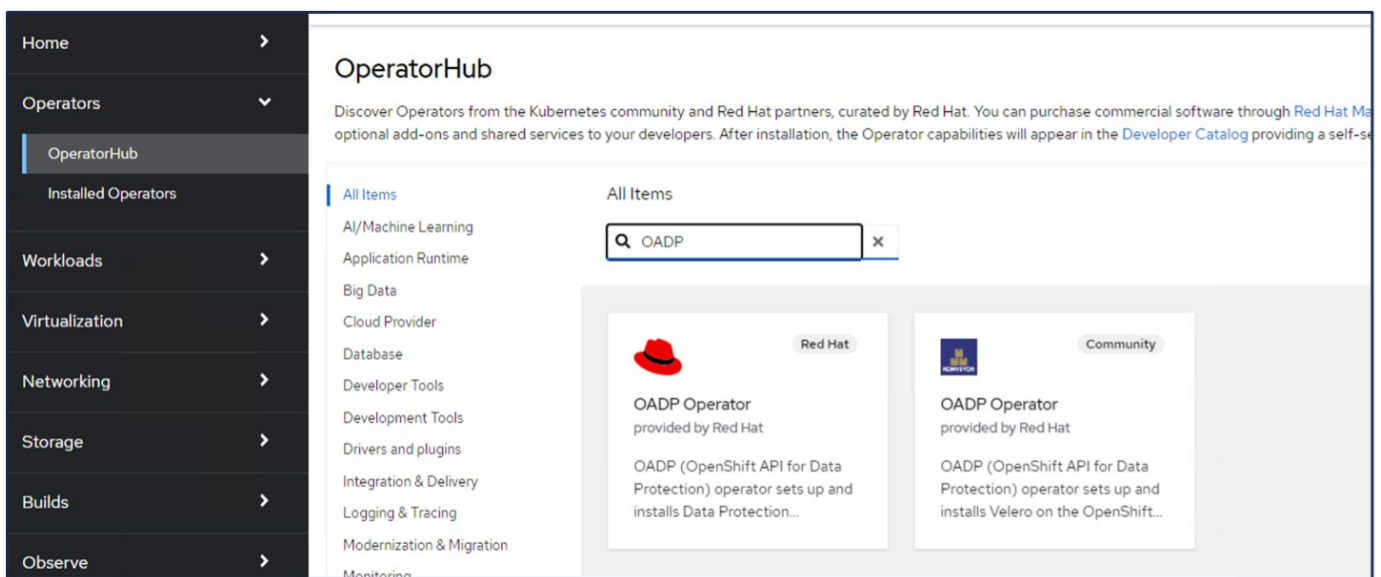 Home
Operators
OperatorHub
Installed Operators
Workloads
Virtualization
Networking
Storage
Builds
Observe
OperatorHub
Discover Operators from the Kubernetes community and Red Hat partners, curated by Red Hat. You can purchase commercial software through Red Hat Ma
optional add-ons and shared services to your developers. After installation, the Operator capabilities will appear in the Developer Catalog providing a self-se
All Items
AI/Machine Learning
Application Runtime
Big Data
Cloud Provider
Database
Developer Tools
Development Tools
Drivers and plugins
Integration & Delivery
Logging & Tracing
Modernization & Migration
Monitoring
All Items
OADP
Red Hat
OADP Operator
provided by Red Hat
OADP (OpenShift API for Data
Protection) operator sets up and
installs Data Protection...
Community
KONVEYOR
OADP Operator
provided by Red Hat
OADP (OpenShift API for Data
Protection) operator sets up and
installs Velero on the OpenShift...